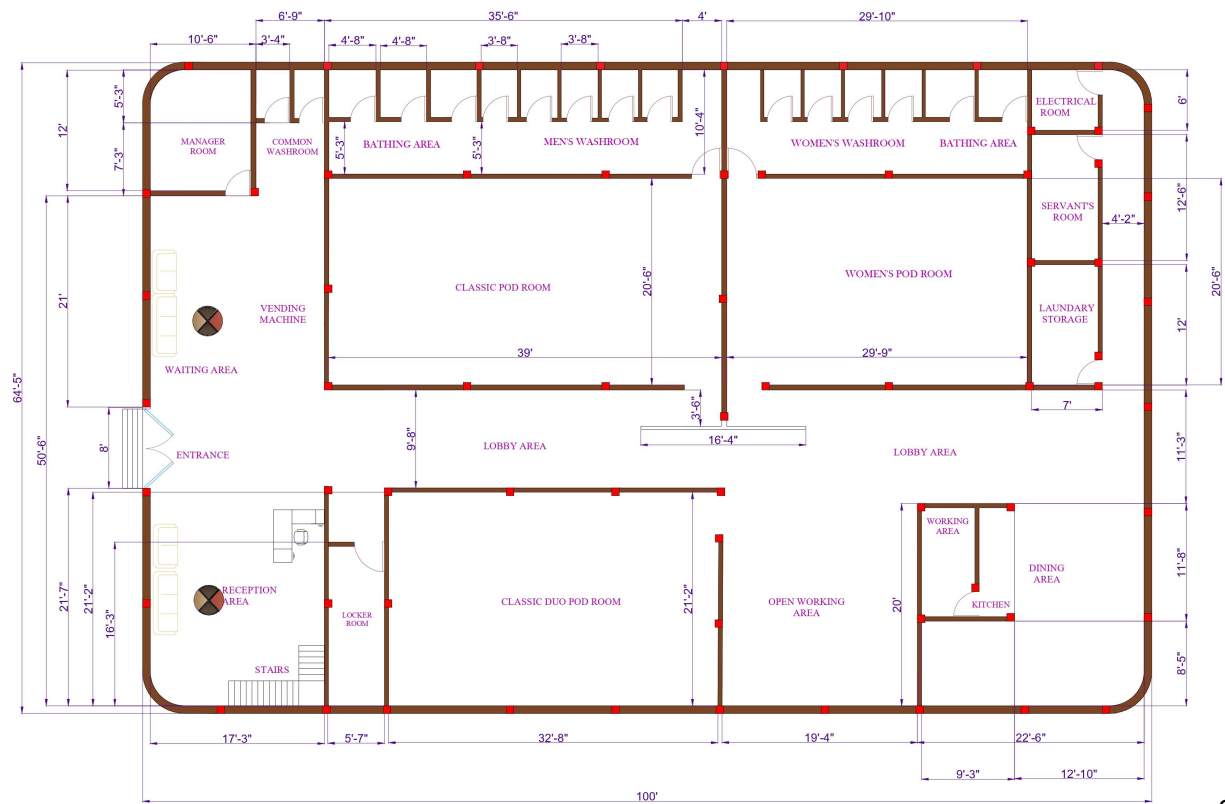 6'-9"
35'-6"
4'
29'-10"
10'-6"
3'-4"
4'-8"
4'-8"
3'-8"
3'-8"
5'-3"
12'
7'-3"
MANAGER
ROOM
COMMON
WASHROOM
5'-3"
BATHING AREA
5'-3"
MEN'S WASHROOM
10'-4"
WOMEN'S WASHROOM
BATHING AREA
ELECTRICAL
ROOM
6'
12'-6"
SERVANT'S
ROOM
4'-2"
CLASSIC POD ROOM
20'-6"
WOMEN'S POD ROOM
20'-6"
21'
VENDING
MACHINE
LAUNDARY
STORAGE
12'
39'
29'-9"
WAITING AREA
64'-5"
50'-6"
7'
3'-6"
16'-4"
8'
ENTRANCE
9'-8"
LOBBY AREA
LOBBY AREA
11'-3"
21'-7"
21'-2"
16'-3"
RECEPTION
AREA
STAIRS
LOCKER
ROOM
CLASSIC DUO POD ROOM
21'-2"
OPEN WORKING
AREA
20'
WORKING
AREA
KITCHEN
DINING
AREA
11'-8"
8'-5"
17'-3"
5'-7"
32'-8"
19'-4"
22'-6"
9'-3"
12'-10"
100'